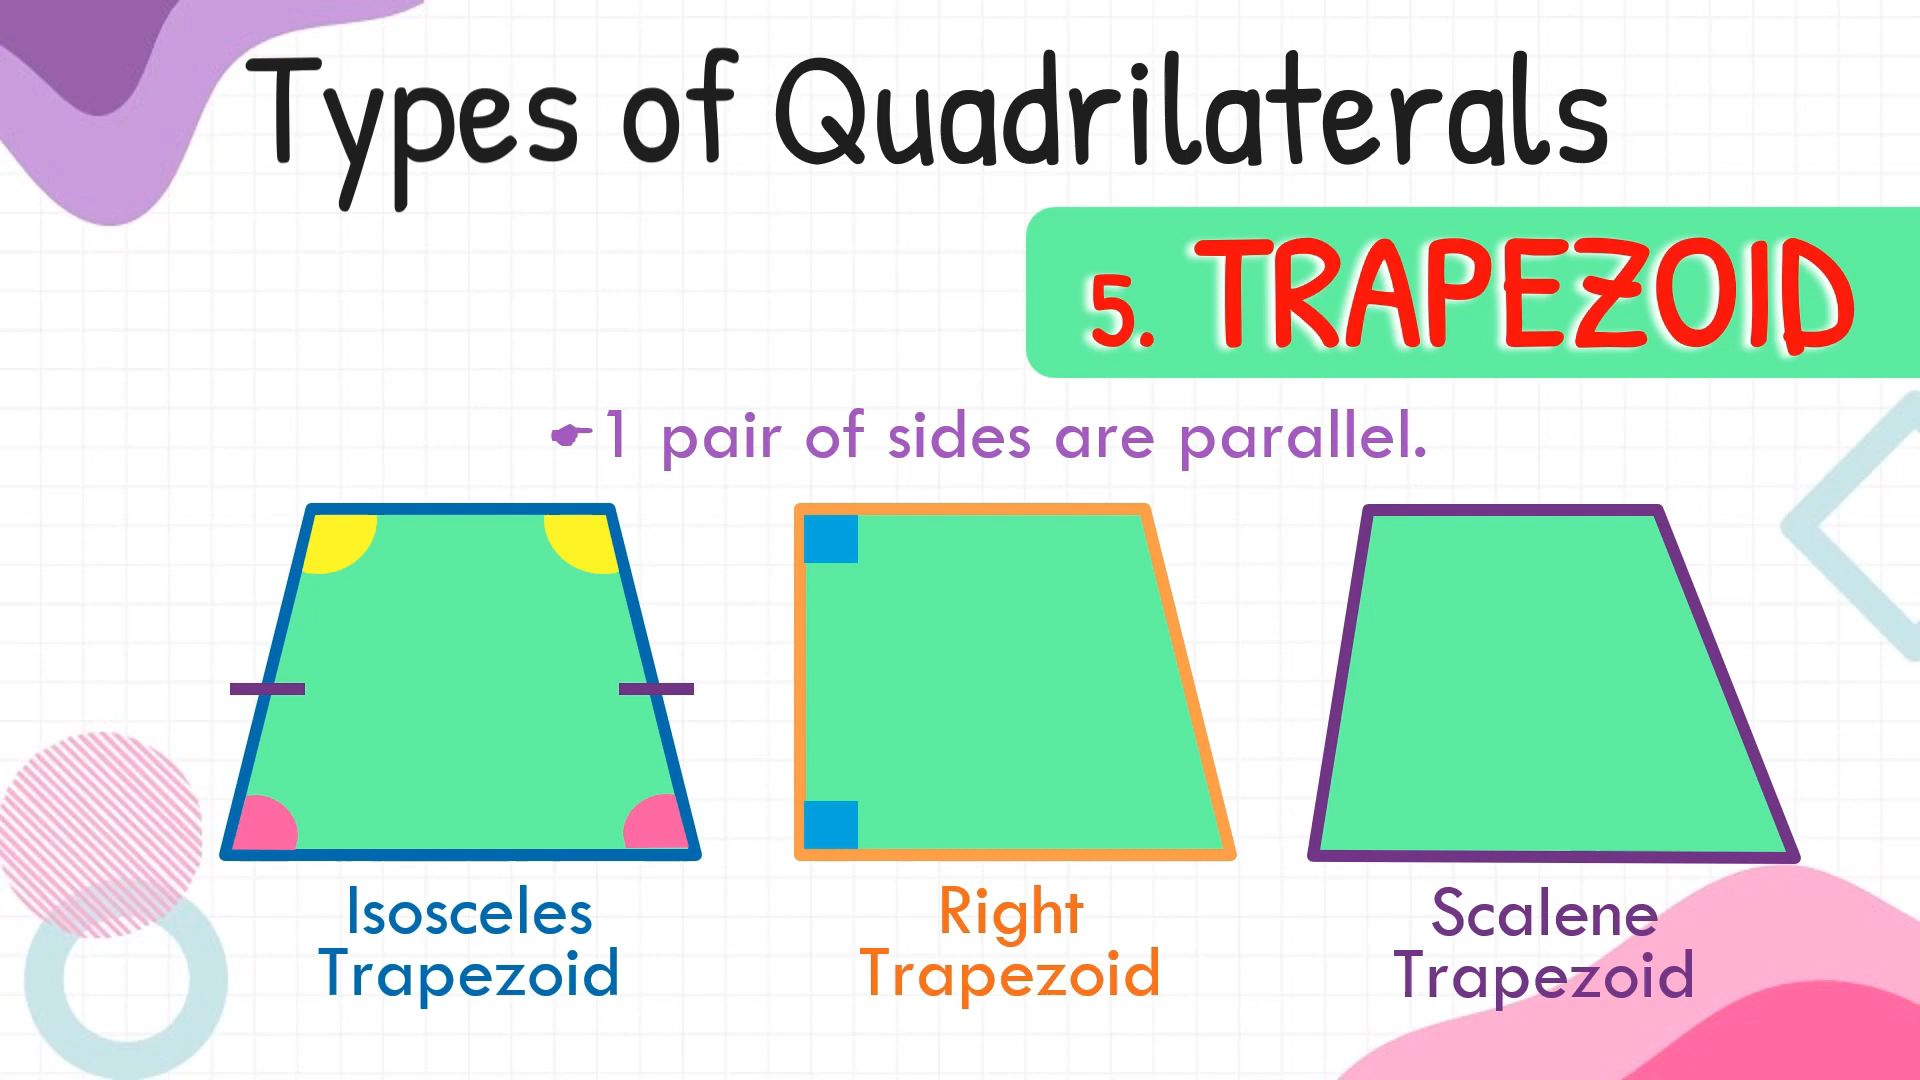 Types of Quadrilaterals
5. TRAPEZOID
☛1 pair of sides are parallel.
Isosceles
Trapezoid
Right
Trapezoid
Scalene
Trapezoid